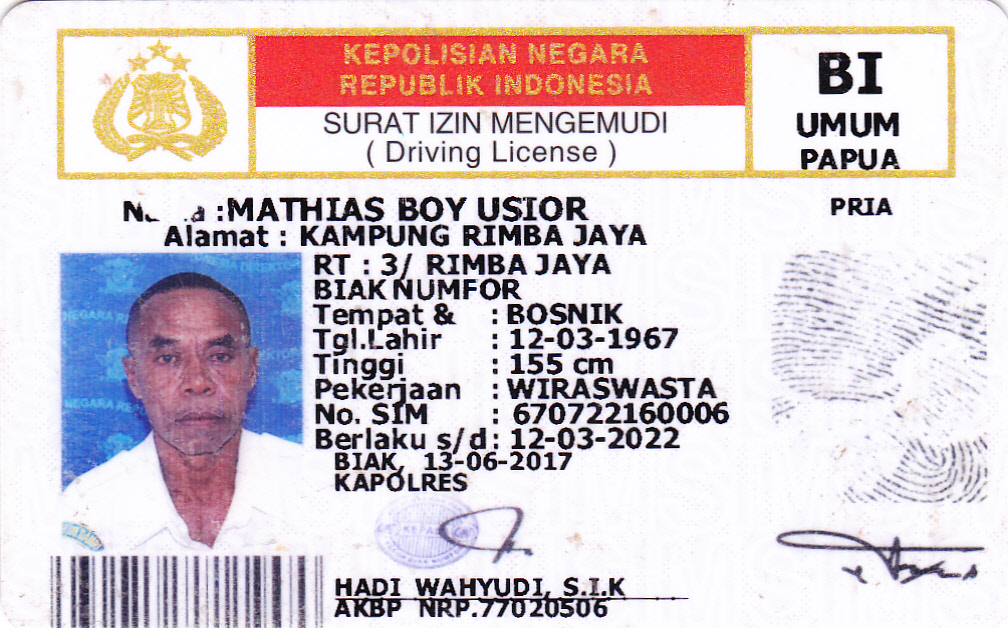 KEPOLISIAN NEGARA
REPUBLIK INDONESIA
SURAT IZIN MENGEMUDI
( Driving License )
BI
UMUM
PAPUA
:MATHIAS BOY USIOR
PRIA
Alamat : KAMPUNG RIMBA JAYA
RT : 3/ RIMBA JAYA
BIAK NUMFOR
Tempat & : BOSNIK
Tgl.Lahir : 12-03-1967
Tinggi : 155 cm
Pekerjaan : WIRASWASTA
No. SIM : 670722160006
Berlaku s/d : 12-03-2022
BIAK, 13-06-2017
KAPOLRES
HADI WAHYUDI, S.I.K
AKBP NRP.77020506